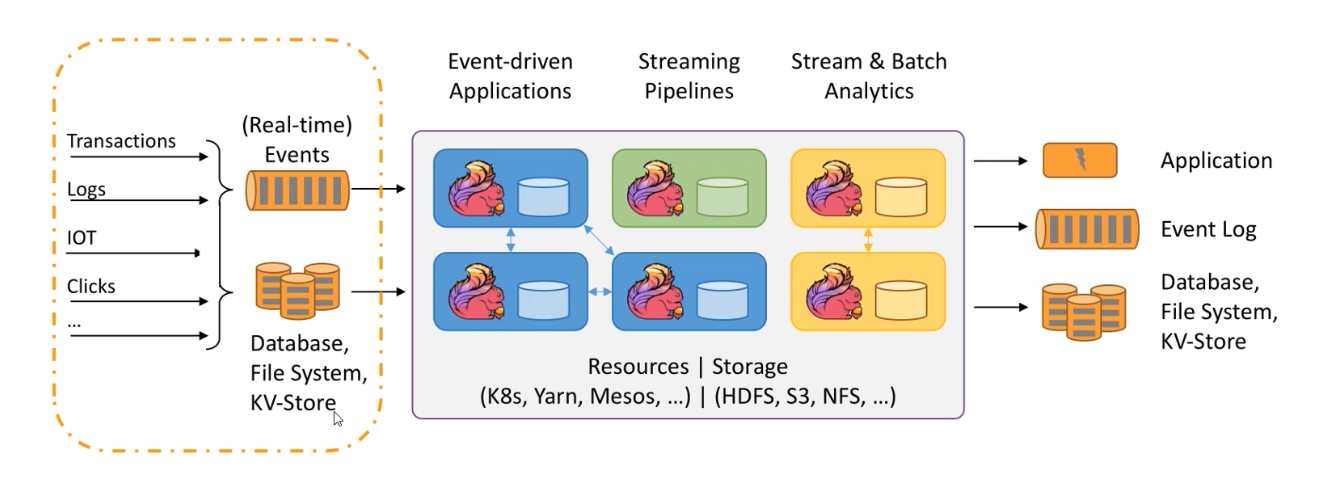 Event-driven
Applications
Streaming
Pipelines
Stream & Batch
Analytics
Transactions
Logs
IOT
Clicks
...
(Real-time)
Events
Database,
File System,
KV-Store
Resources | Storage
(K8s, Yarn, Mesos, ...) | (HDFS, S3, NFS, ...)
Application
Event Log
Database,
File System,
KV-Store